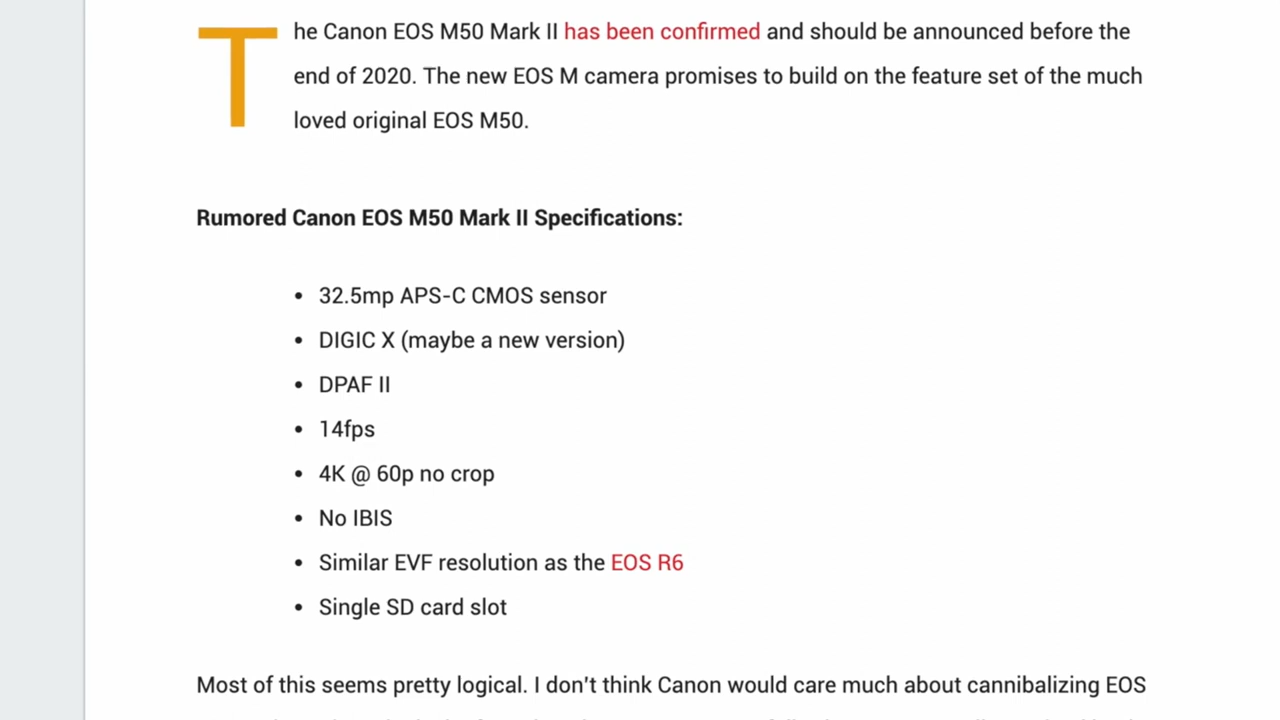 The Canon EOS M50 Mark II has been confirmed and should be announced before the
end of 2020. The new EOS M camera promises to build on the feature set of the much
loved original EOS M50.
Rumored Canon EOS M50 Mark II Specifications:
• 32.5mp APS-C CMOS sensor
• DIGIC X (maybe a new version)
• DPAF II
• 14fps
• 4K @ 60p no crop
• No IBIS
• Similar EVF resolution as the EOS R6
• Single SD card slot
Most of this seems pretty logical. I don't think Canon would care much about cannibalizing EOS